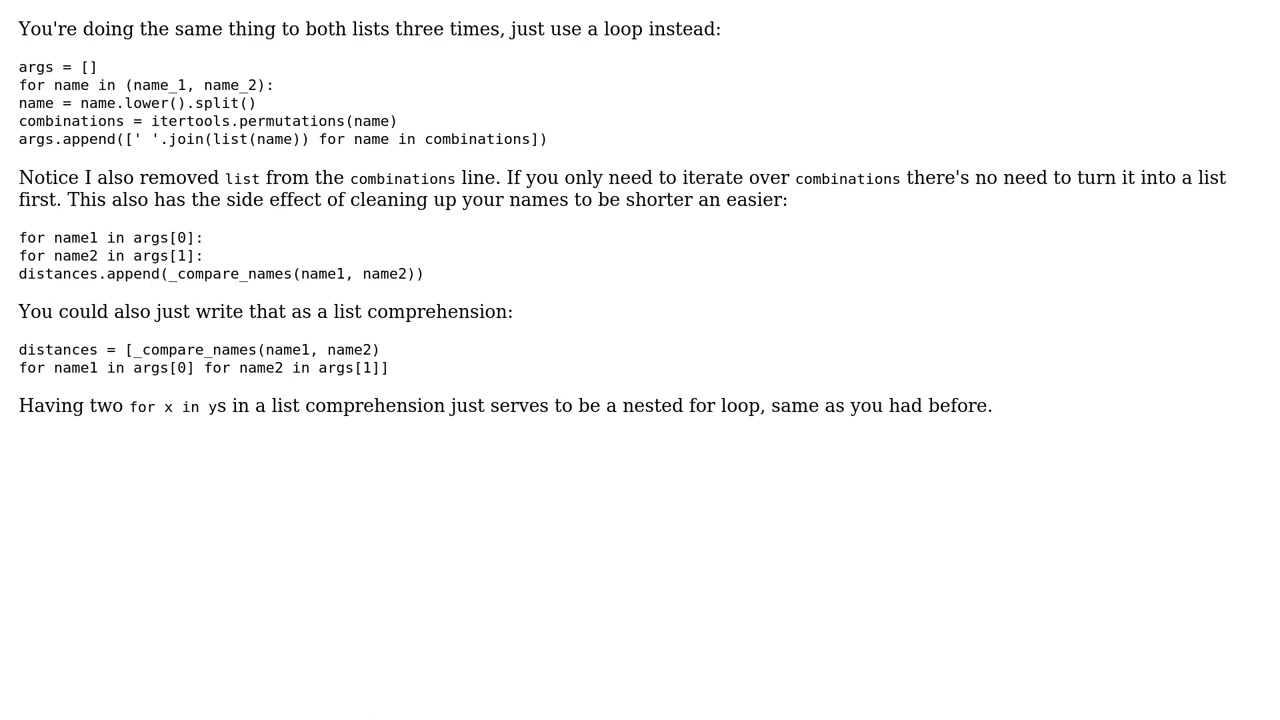 You're doing the same thing to both lists three times, just use a loop instead:
args = []
for name in (name_1, name_2):
name = name.lower().split()
combinations = itertools.permutations(name)
args.append([' '.join(list(name)) for name in combinations])
Notice I also removed list from the combinations line. If you only need to iterate over combinations there's no need to turn it into a list
first. This also has the side effect of cleaning up your names to be shorter an easier:
for name1 in args[0]:
for name2 in args[1]:
distances.append(_compare_names(name1, name2))
You could also just write that as a list comprehension:
distances = [_compare_names(name1, name2)
for name1 in args[0] for name2 in args[1]]
Having two for x in ys in a list comprehension just serves to be a nested for loop, same as you had before.